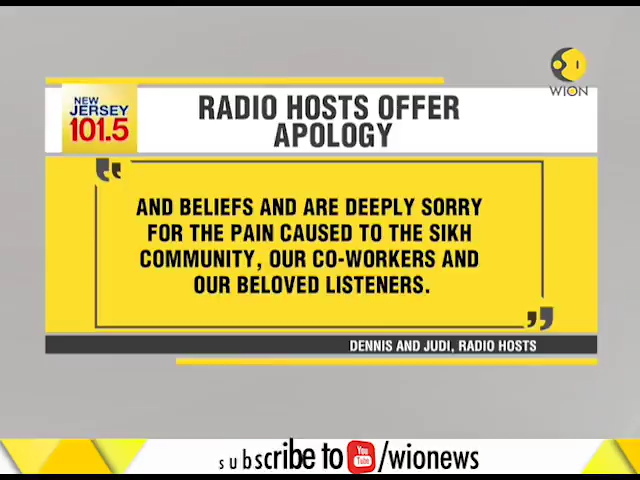 WION
NEW
JERSEY
101.5
RADIO HOSTS OFFER
APOLOGY
AND BELIEFS AND ARE DEEPLY SORRY
FOR THE PAIN CAUSED TO THE SIKH
COMMUNITY, OUR CO-WORKERS AND
OUR BELOVED LISTENERS.
DENNIS AND JUDI, RADIO HOSTS
subscribe to You Tube /wionews